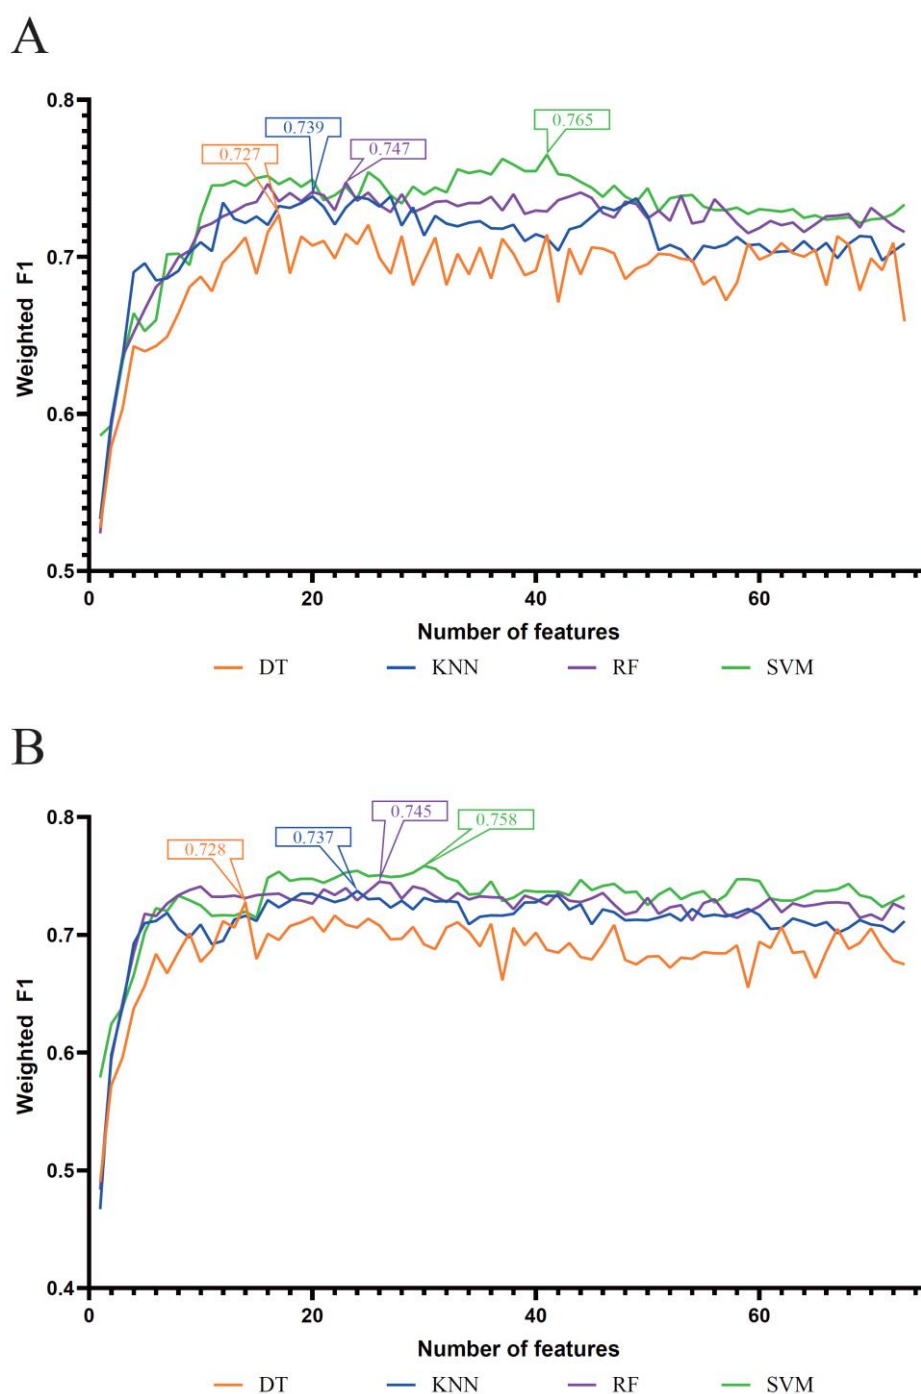 A
0.8
0.739
0.765
0.747
0.727
0.7
Weighted F1
0.6
0.5
0 20 40 60
Number of features
DT KNN RF SVM
B
0.8
0.745
0.758
0.737
0.728
0.7
Weighted F1
0.6
0.5
0.4
0 20 40 60
Number of features
DT KNN RF SVM